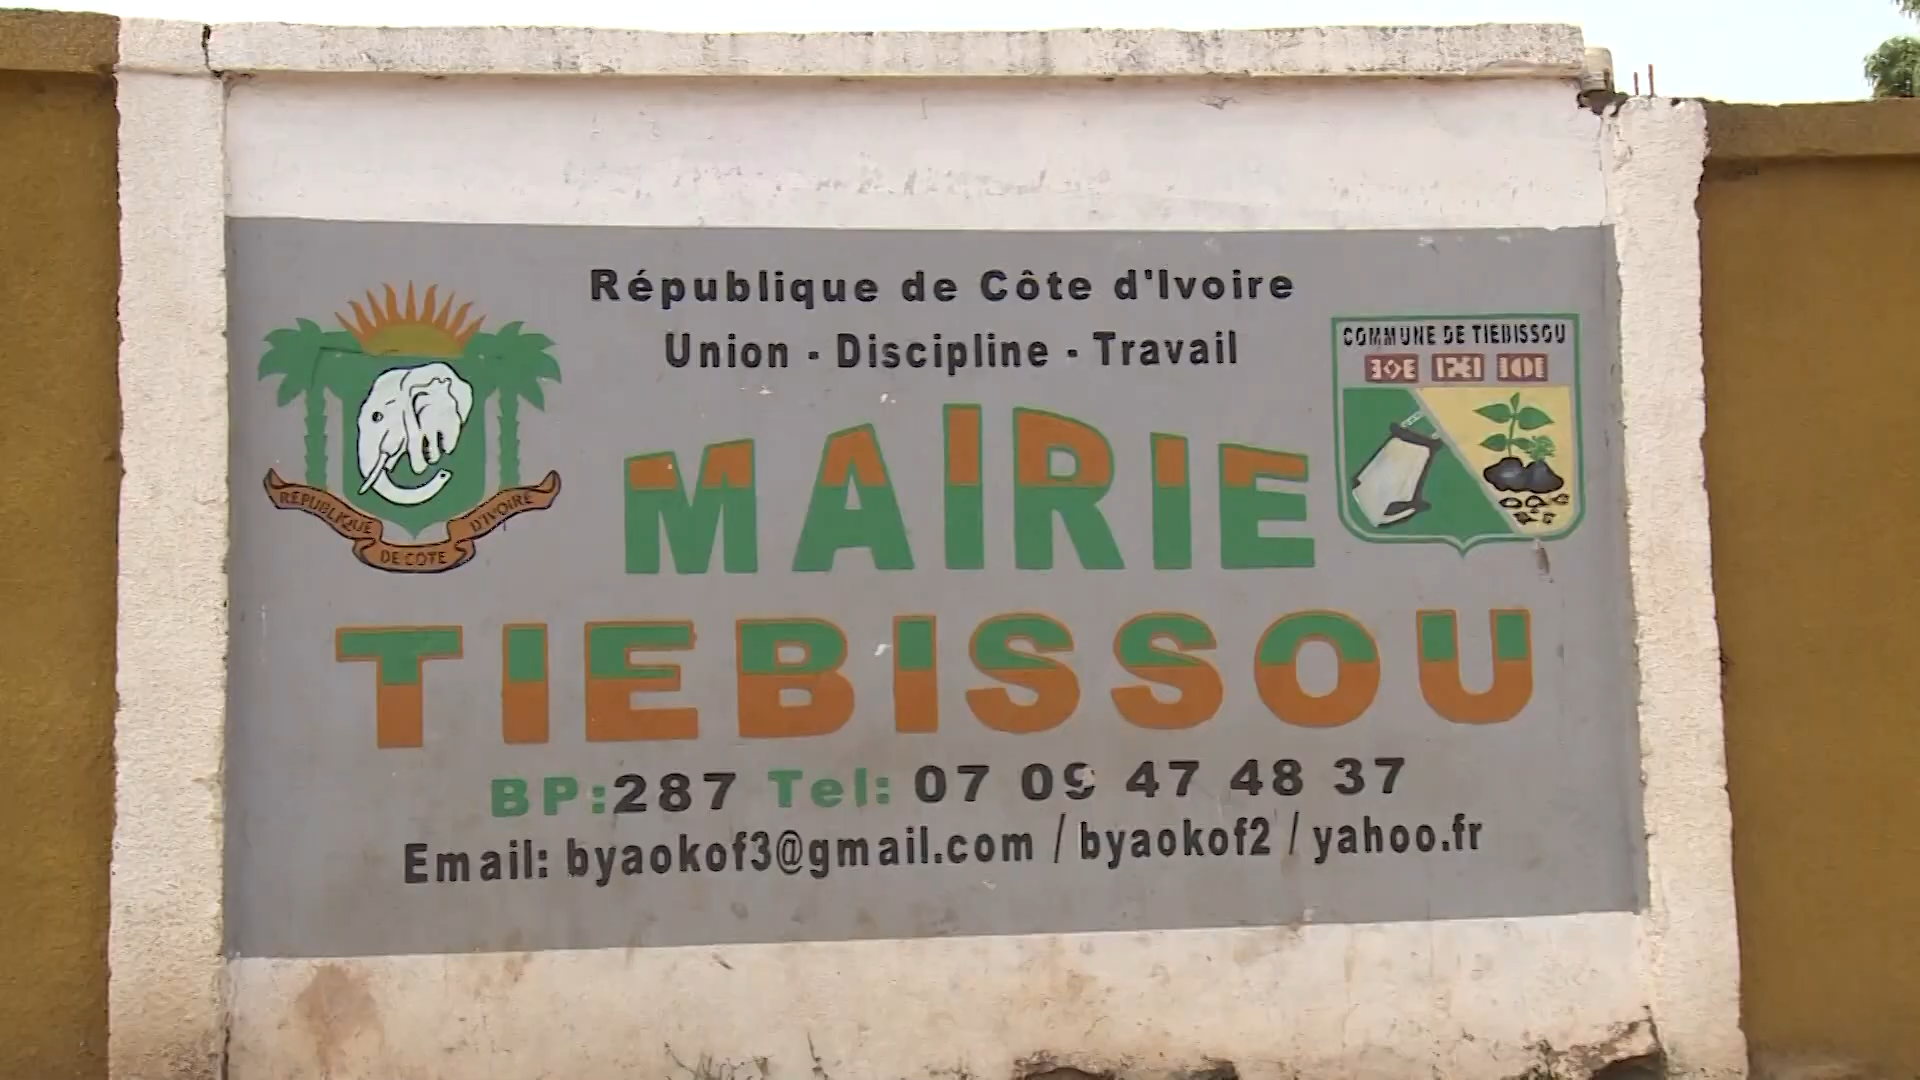 République de Côte d'Ivoire
Union - Discipline - Travail
RÉPUBLIQUE
DE COTE
D'IVOIRE
COMMUNE DE TIEBISSOU
MAIRIE
TIEBISSOU
BP:287 Tel: 07 09 47 48 37
Email: byaokof3@gmail.com / byaokof2 / yahoo.fr